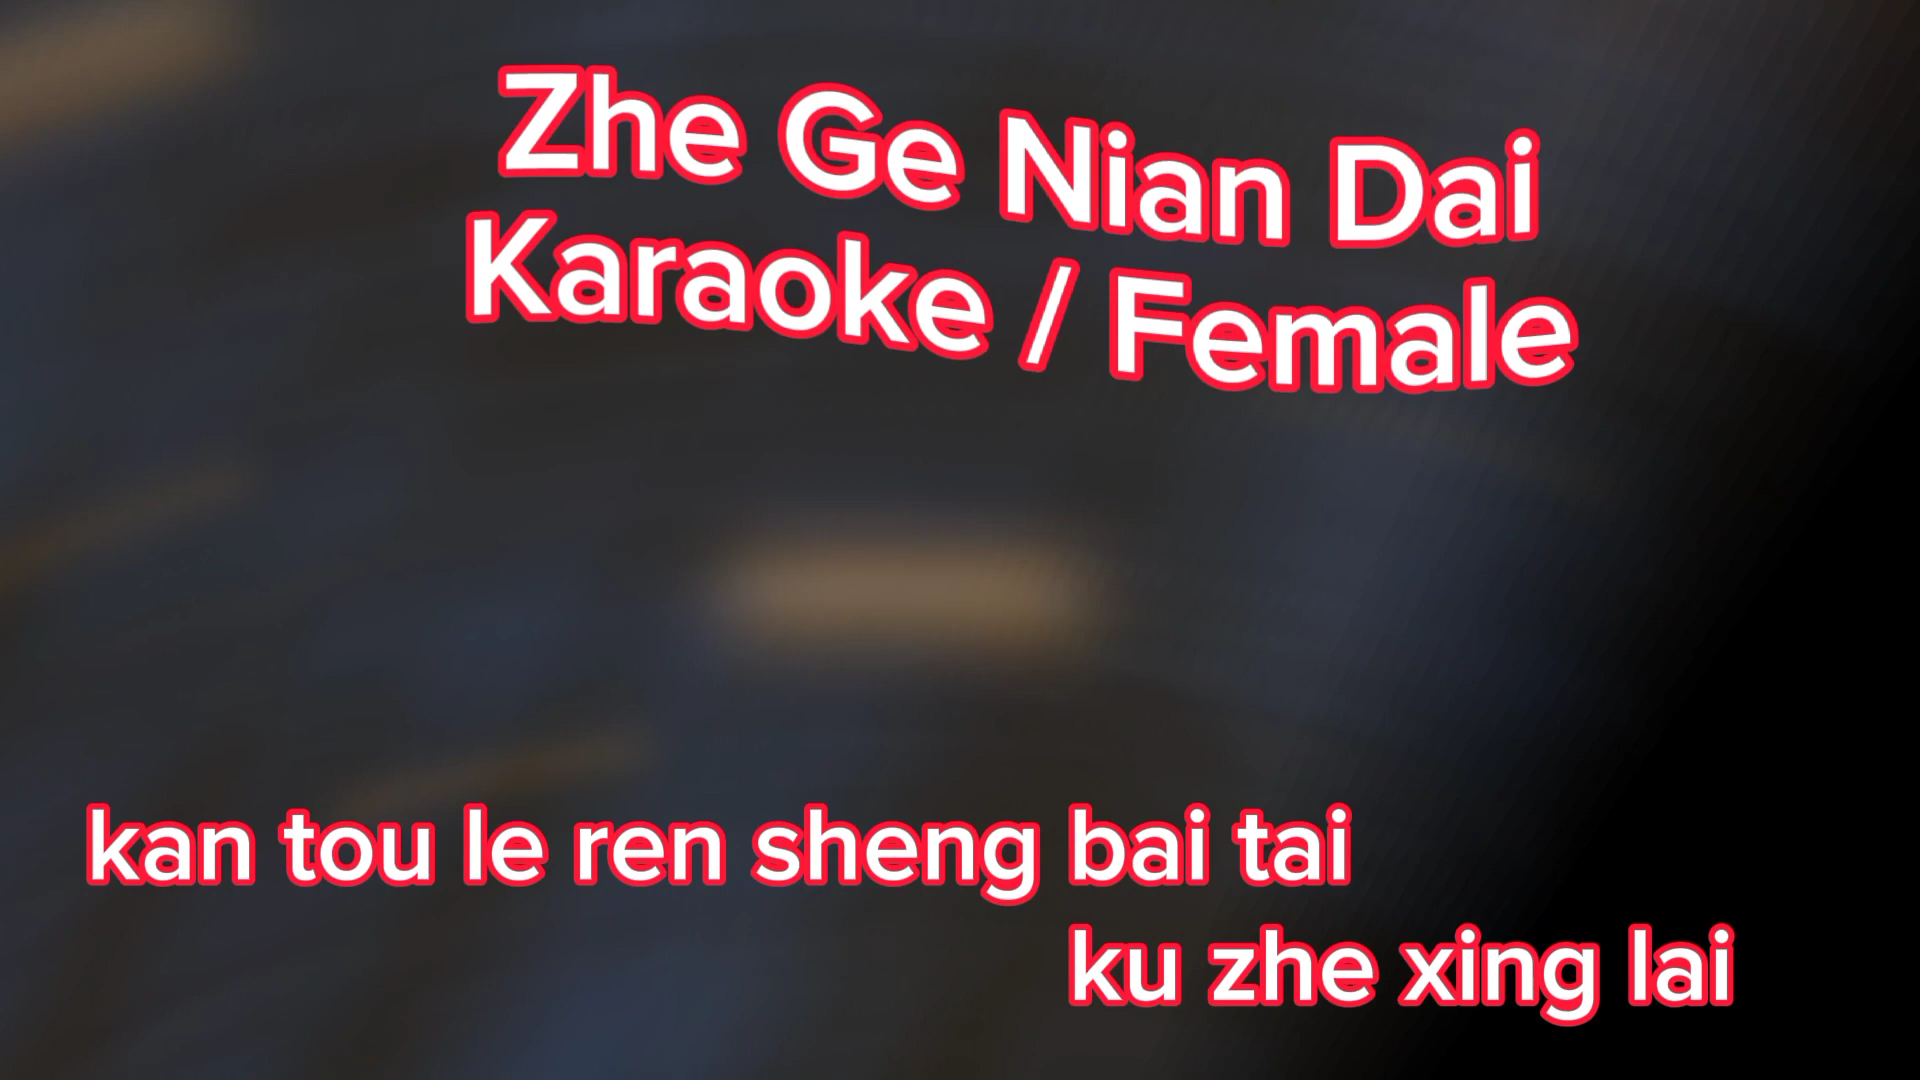 Zhe Ge Nian Dai
Karaoke / Female
kan tou le ren sheng bai tai
ku zhe xing lai